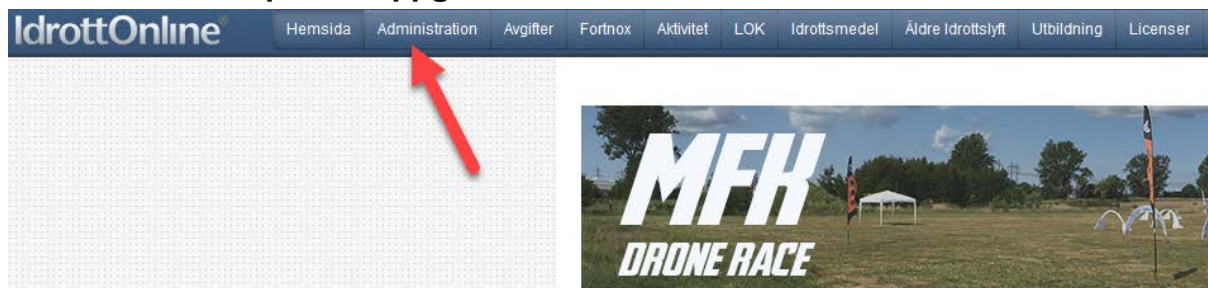 IdrottOnline® Hemsida Administration Avgifter Fortnox Aktivitet LOK Idrottsmedel Äldre Idrottslyft Utbildning Licenser
MFK
DRONE RACE